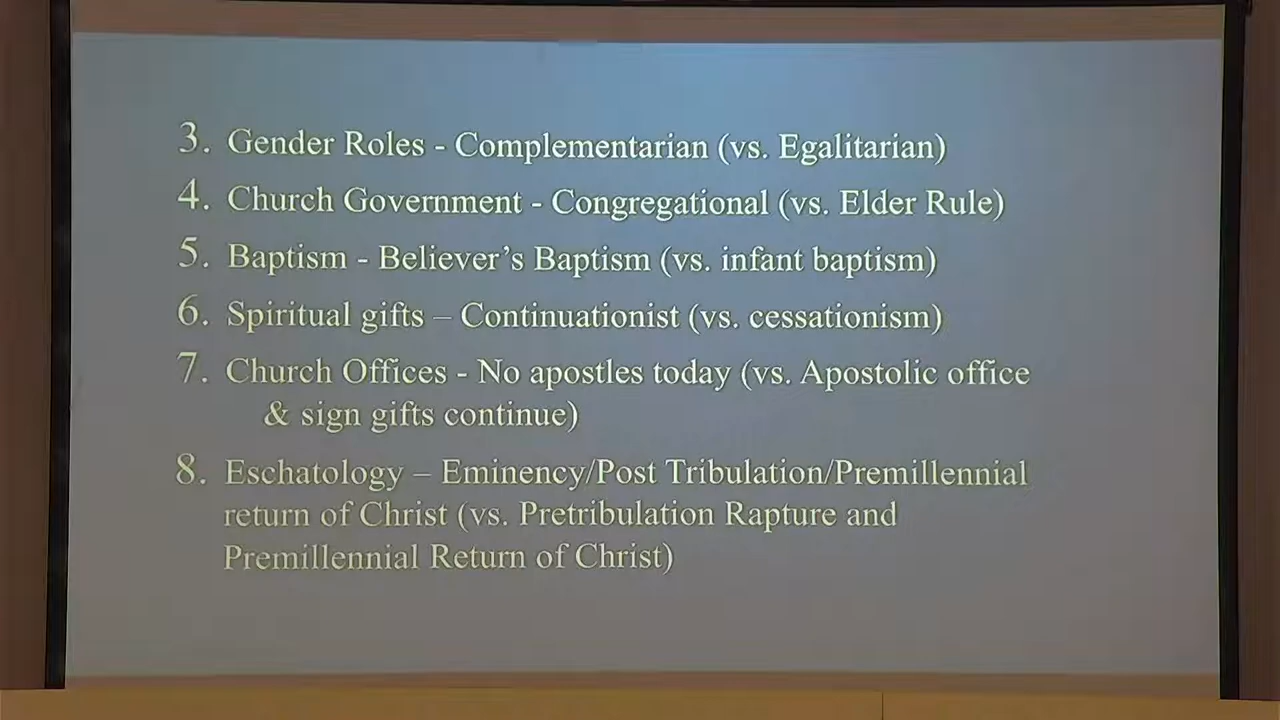 3. Gender Roles - Complementarian (vs. Egalitarian)
4. Church Government - Congregational (vs. Elder Rule)
5. Baptism - Believer’s Baptism (vs. infant baptism)
6. Spiritual gifts – Continuationist (vs. cessationism)
7. Church Offices - No apostles today (vs. Apostolic office
& sign gifts continue)
8. Eschatology – Eminency/Post Tribulation/Premillennial
return of Christ (vs. Pretribulation Rapture and
Premillennial Return of Christ)